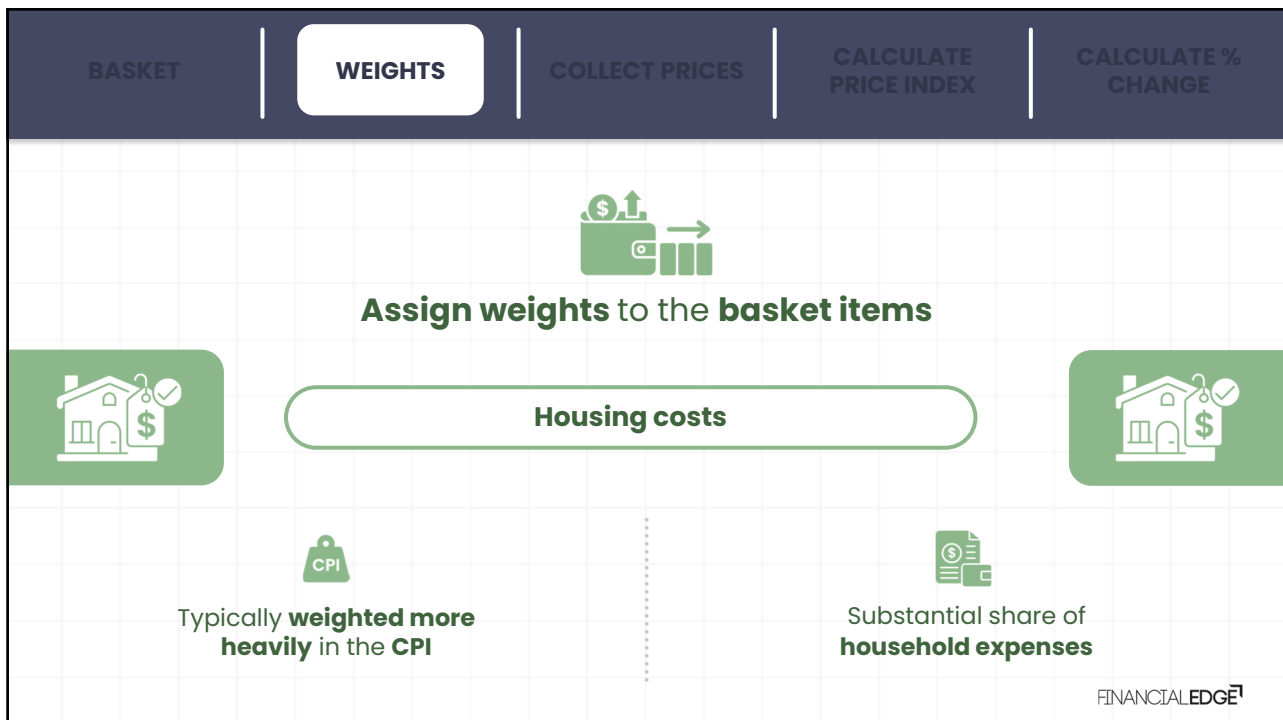 BASKET
WEIGHTS
COLLECT PRICES
CALCULATE
PRICE INDEX
CALCULATE %
CHANGE
$
Assign weights to the basket items
$
Housing costs
$
CPI
Typically weighted more
heavily in the CPI
$
Substantial share of
household expenses
FINANCIALEDGE